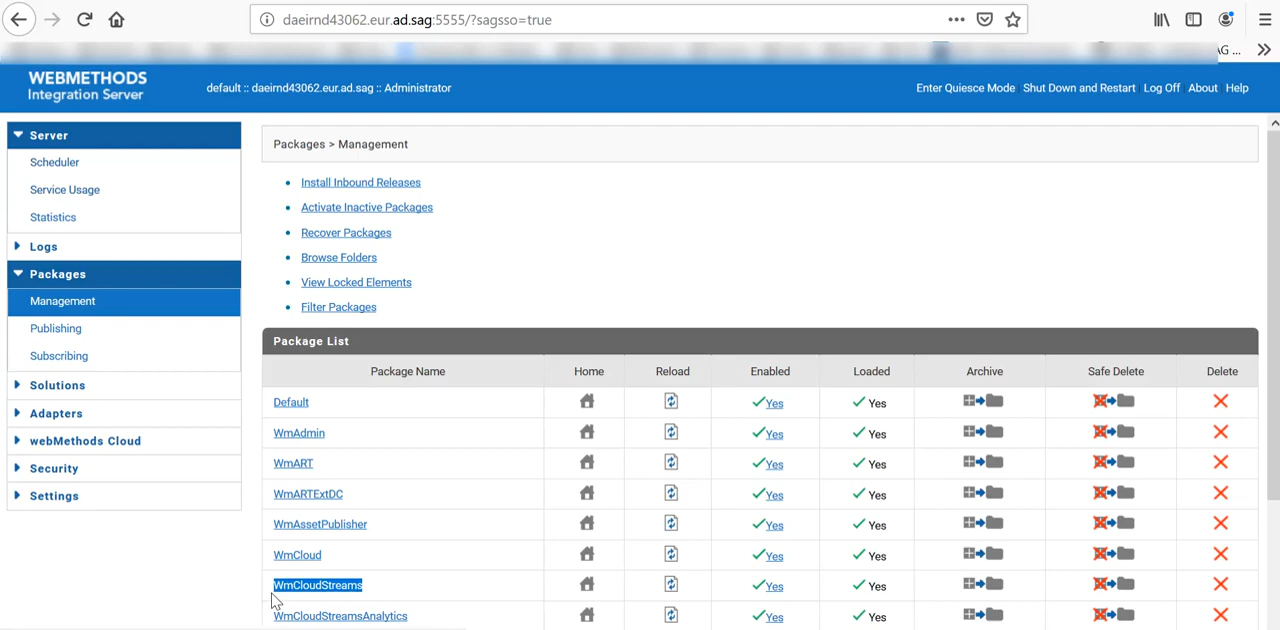 daeirnd43062.eur.ad.sag:5555/?sagsso=true
AG ...
WEBMETHODS
Integration Server
default :: daeirnd43062.eur.ad.sag :: Administrator
Enter Quiesce Mode Shut Down and Restart Log Off About Help
Server
Scheduler
Service Usage
Statistics
Logs
Packages
Management
Publishing
Subscribing
Solutions
Adapters
webMethods Cloud
Security
Settings
Packages > Management
Install Inbound Releases
Activate Inactive Packages
Recover Packages
Browse Folders
View Locked Elements
Filter Packages
Package List
Package Name Home Reload Enabled Loaded Archive Safe Delete Delete
Default Yes Yes
WmAdmin Yes Yes
WmART Yes Yes
WmARTExtDC Yes Yes
WmAssetPublisher Yes Yes
WmCloud Yes Yes
WmCloudStreams Yes Yes
WmCloudStreamsAnalytics Yes Yes